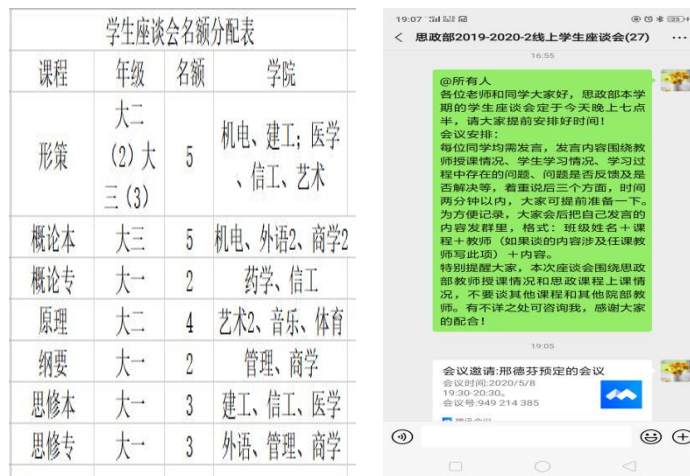 学生座谈会名额分配表
课程 年级 名额 学院
形策 大二（2）大三（3） 5 机电、建工；医学、信工、艺术
概论本 大三 5 机电、外语2、商学2
概论专 大一 2 药学、信工
原理 大二 4 艺术2、音乐、体育
纲要 大一 2 管理、商学
思修本 大一 3 建工、信工、医学
思修专 大一 3 外语、管理、商学
19:07
思政部2019-2020-2线上学生座谈会(27)
16:55
@所有人
各位老师和同学大家好，思政部本学
期的学生座谈会定于今天晚上七点
半，请大家提前安排好时间！
会议安排：
每位同学均需发言，发言内容围绕教
师授课情况、学生学习情况、学习过
程中存在的问题、问题是否反馈及是
否解决等，着重说后三个方面，时间
两分钟以内，大家可提前准备一下。
为方便记录，大家会后把自己发言的
内容发群里，格式：班级姓名＋课
程＋教师（如果谈的内容涉及任课教
师写此项）＋内容。
特别提醒大家，本次座谈会围绕思政
部教师授课情况和思政课程上课情
况，不要谈其他课程和其他院部教
师。有不详之处可咨询我，感谢大家
的配合！
19:05
会议邀请:邢德芬预定的会议
会议时间:2020/5/8
19:30-20:30。
会议号:949 214 385